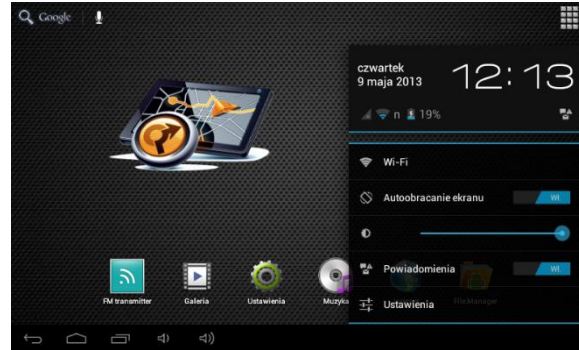 Google
czwartek
9 maja 2013
12:13
n 19%
Wi-Fi
Autoobracanie ekranu
Wł.
Powiadomienia
Wł.
Ustawienia
FM transmitter
Galeria
Ustawienia
Muzyka
File Manager